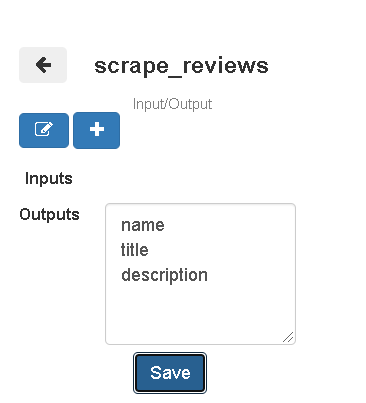 scrape_reviews
Input/Output
Inputs
Outputs
name
title
description
Save